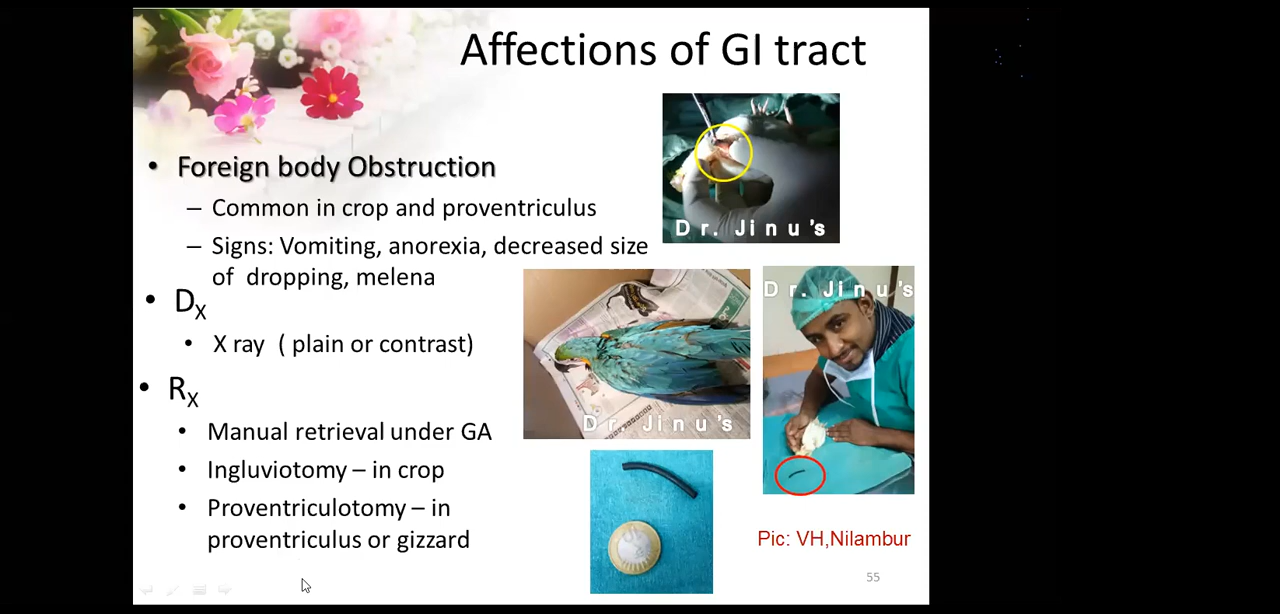 Affections of GI tract
• Foreign body Obstruction
– Common in crop and proventriculus
– Signs: Vomiting, anorexia, decreased size
of dropping, melena
• DX
• X ray ( plain or contrast)
• RX
• Manual retrieval under GA
• Ingluviotomy – in crop
• Proventriculotomy – in
proventriculus or gizzard
Dr. Jinu's
Dr. Jinu's
Dr. Jinu's
Pic: VH,Nilambur
55